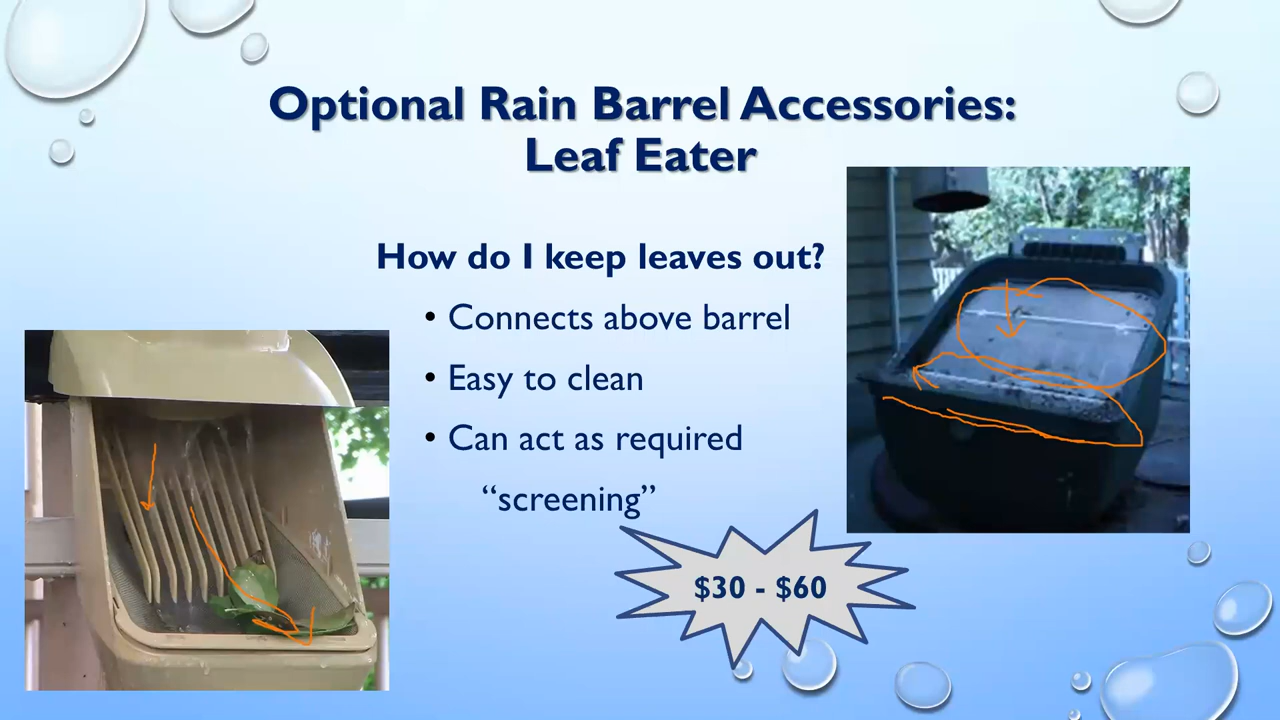 Optional Rain Barrel Accessories:
Leaf Eater
How do I keep leaves out?
• Connects above barrel
• Easy to clean
• Can act as required
“screening”
$30 - $60